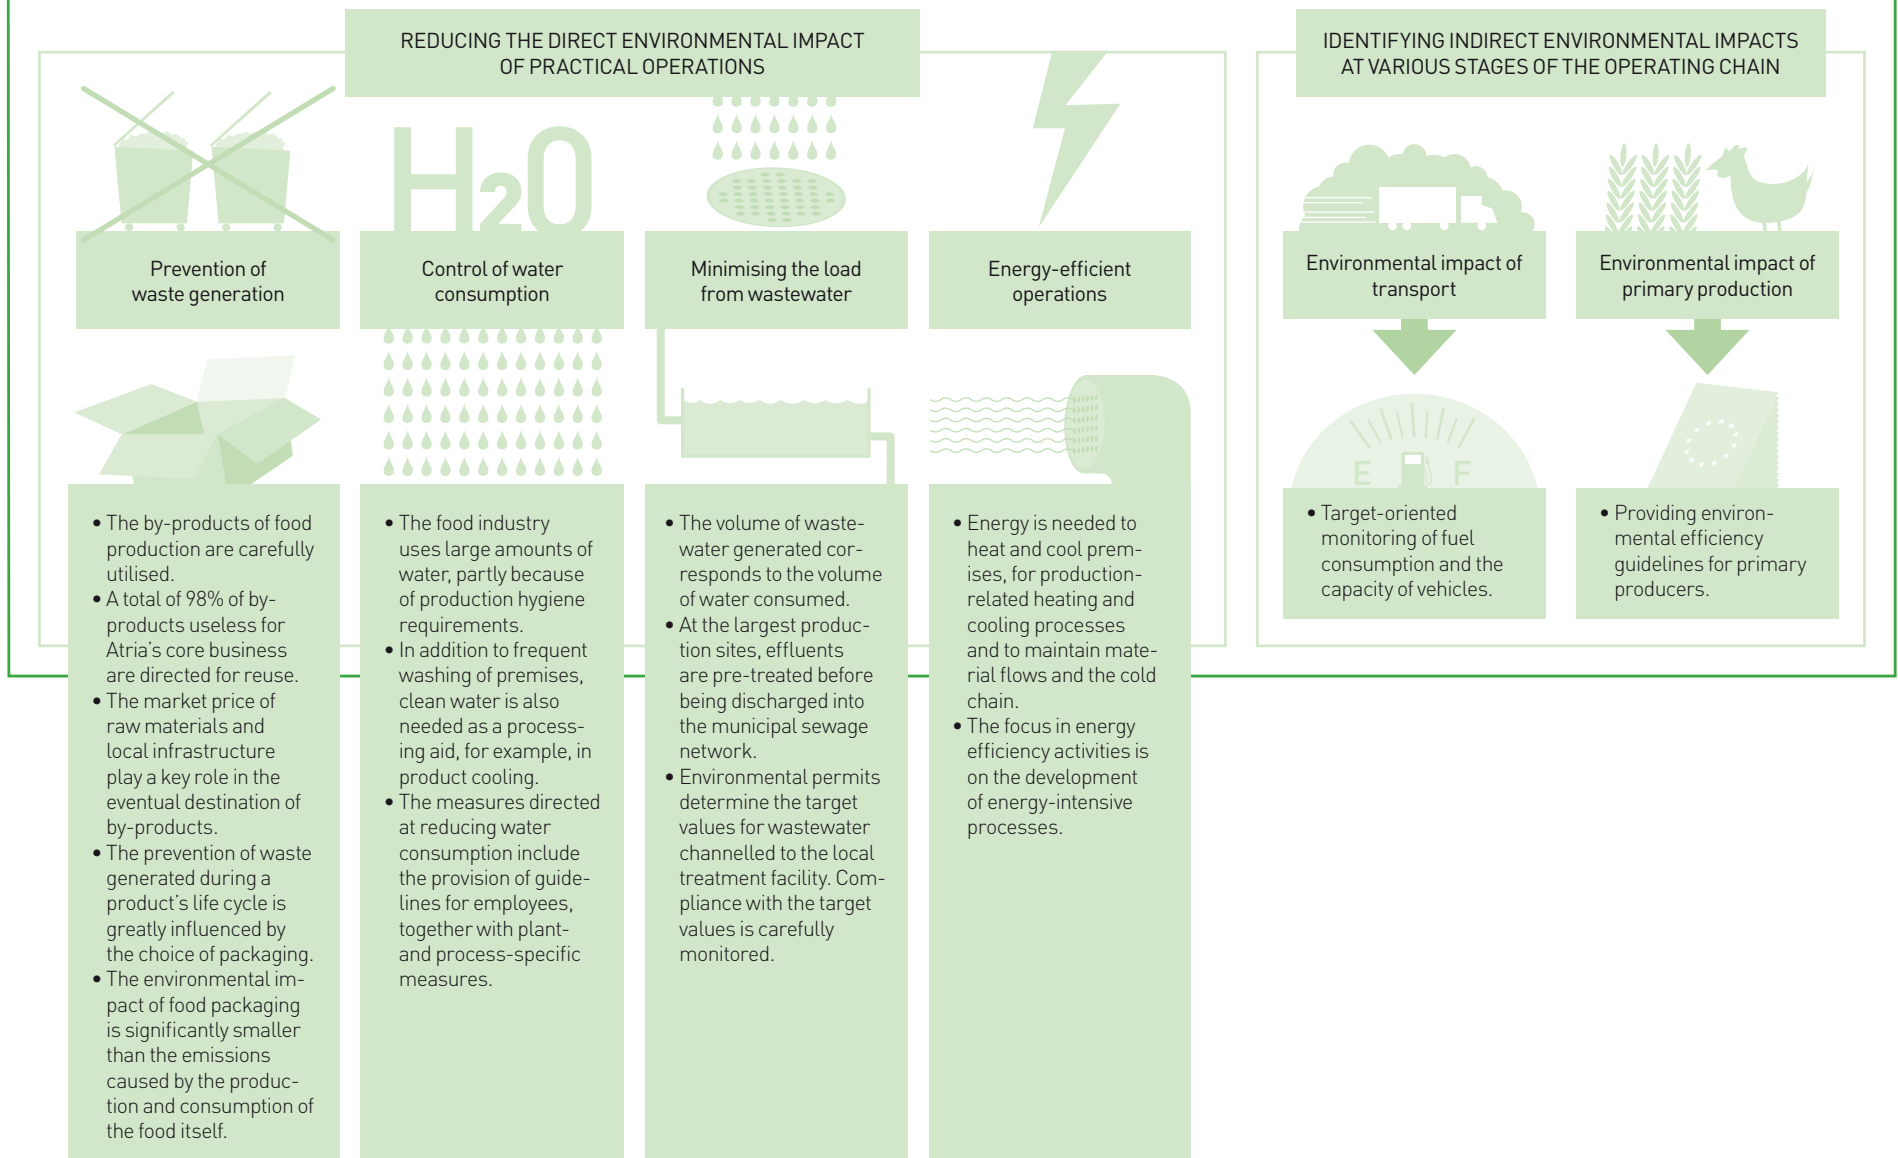 REDUCING THE DIRECT ENVIRONMENTAL IMPACT
OF PRACTICAL OPERATIONS
H2O
Prevention of
waste generation
Control of water
consumption
Minimising the load
from wastewater
Energy-efficient
operations
• The by-products of food
production are carefully
utilised.
• A total of 98% of by-
products useless for
Atria's core business
are directed for reuse.
• The market price of
raw materials and
local infrastructure
play a key role in the
eventual destination of
by-products.
• The prevention of waste
generated during a
product's life cycle is
greatly influenced by
the choice of packaging.
• The environmental im-
pact of food packaging
is significantly smaller
than the emissions
caused by the produc-
tion and consumption of
the food itself.
• The food industry
uses large amounts of
water, partly because
of production hygiene
requirements.
• In addition to frequent
washing of premises,
clean water is also
needed as a process-
ing aid, for example, in
product cooling.
• The measures directed
at reducing water
consumption include
the provision of guide-
lines for employees,
together with plant-
and process-specific
measures.
• The volume of waste-
water generated cor-
responds to the volume
of water consumed.
• At the largest produc-
tion sites, effluents
are pre-treated before
being discharged into
the municipal sewage
network.
• Environmental permits
determine the target
values for wastewater
channelled to the local
treatment facility. Com-
pliance with the target
values is carefully
monitored.
• Energy is needed to
heat and cool prem-
ises, for production-
related heating and
cooling processes
and to maintain mate-
rial flows and the cold
chain.
• The focus in energy
efficiency activities is
on the development
of energy-intensive
processes.
IDENTIFYING INDIRECT ENVIRONMENTAL IMPACTS
AT VARIOUS STAGES OF THE OPERATING CHAIN
Environmental impact of
transport
Environmental impact of
primary production
E F
• Target-oriented
monitoring of fuel
consumption and the
capacity of vehicles.
• Providing environ-
mental efficiency
guidelines for primary
producers.